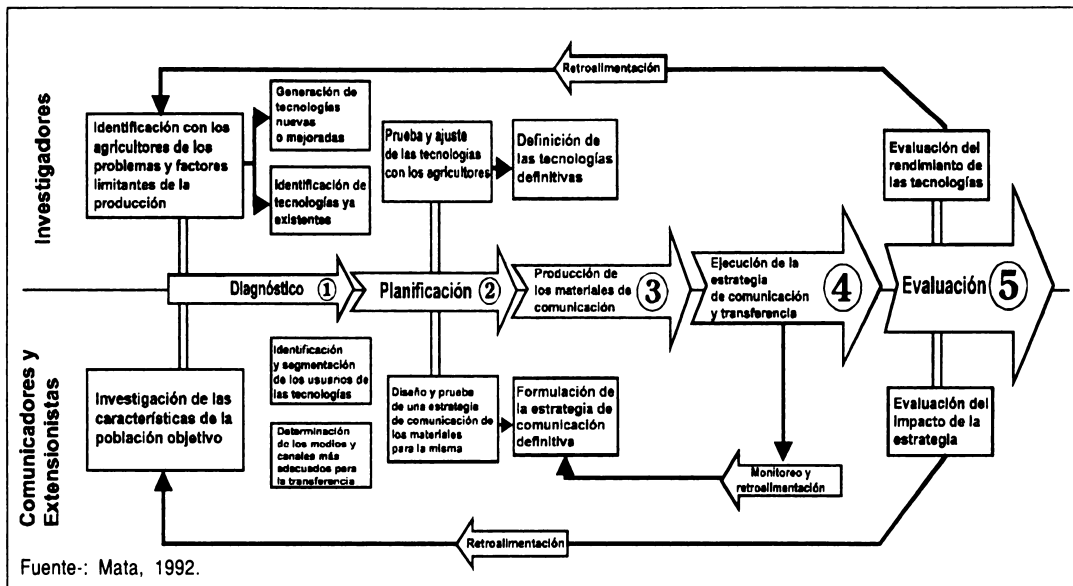 Retroalimentación
Investigadores
Identificación con los
agricultores de los
problemas y factores
limitantes de la
producción
Generación de
tecnologías
nuevas
o mejoradas
Identificación de
tecnologías ya
existentes
Prueba y ajuste
de las tecnologías
con los agricultores
Definición de
las tecnologías
definitivas
Evaluación del
rendimiento de
las tecnologías
Diagnóstico 1
Planificación 2
Producción de
los materiales de
comunicación
3
Ejecución de la
estrategia
de comunicación
y transferencia
4
Evaluación 5
Comunicadores y
Extensionistas
Investigación de las
características de la
población objetivo
Identificación
y segmentación
de los usuarios de
las tecnologías
Determinación
de los medios y
canales más
adecuados para
la transferencia
Diseño y prueba
de una estrategia
de comunicación de
los materiales
para la misma
Formulación de
la estrategia de
comunicación
definitiva
Monitoreo y
retroalimentación
Evaluación del
impacto de la
estrategia
Retroalimentación
Fuente-: Mata, 1992.